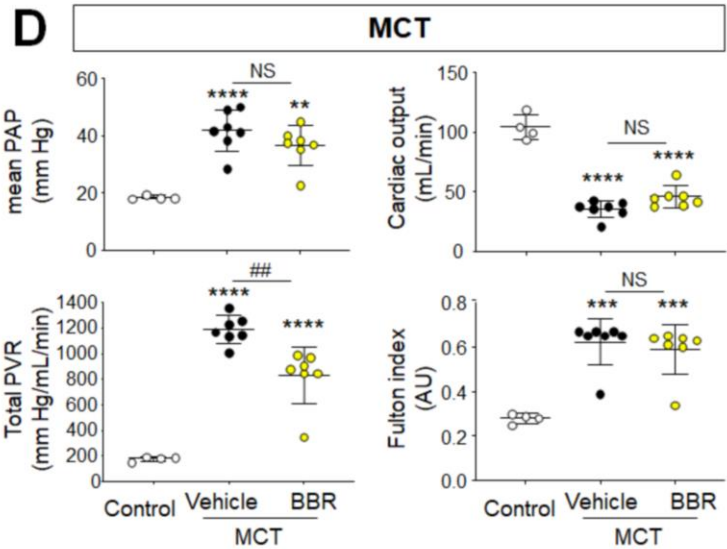 D
MCT
mean PAP
(mm Hg)
60
40
20
0
NS
****
**
Cardiac output
(mL/min)
150
100
50
0
NS
****
****
Total PVR
(mm Hg/mL/min)
1400
1200
1000
800
600
400
200
0
##
****
****
Control
Vehicle
BBR
MCT
Fulton index
(AU)
0.8
0.6
0.4
0.2
0.0
NS
***
***
Control
Vehicle
BBR
MCT